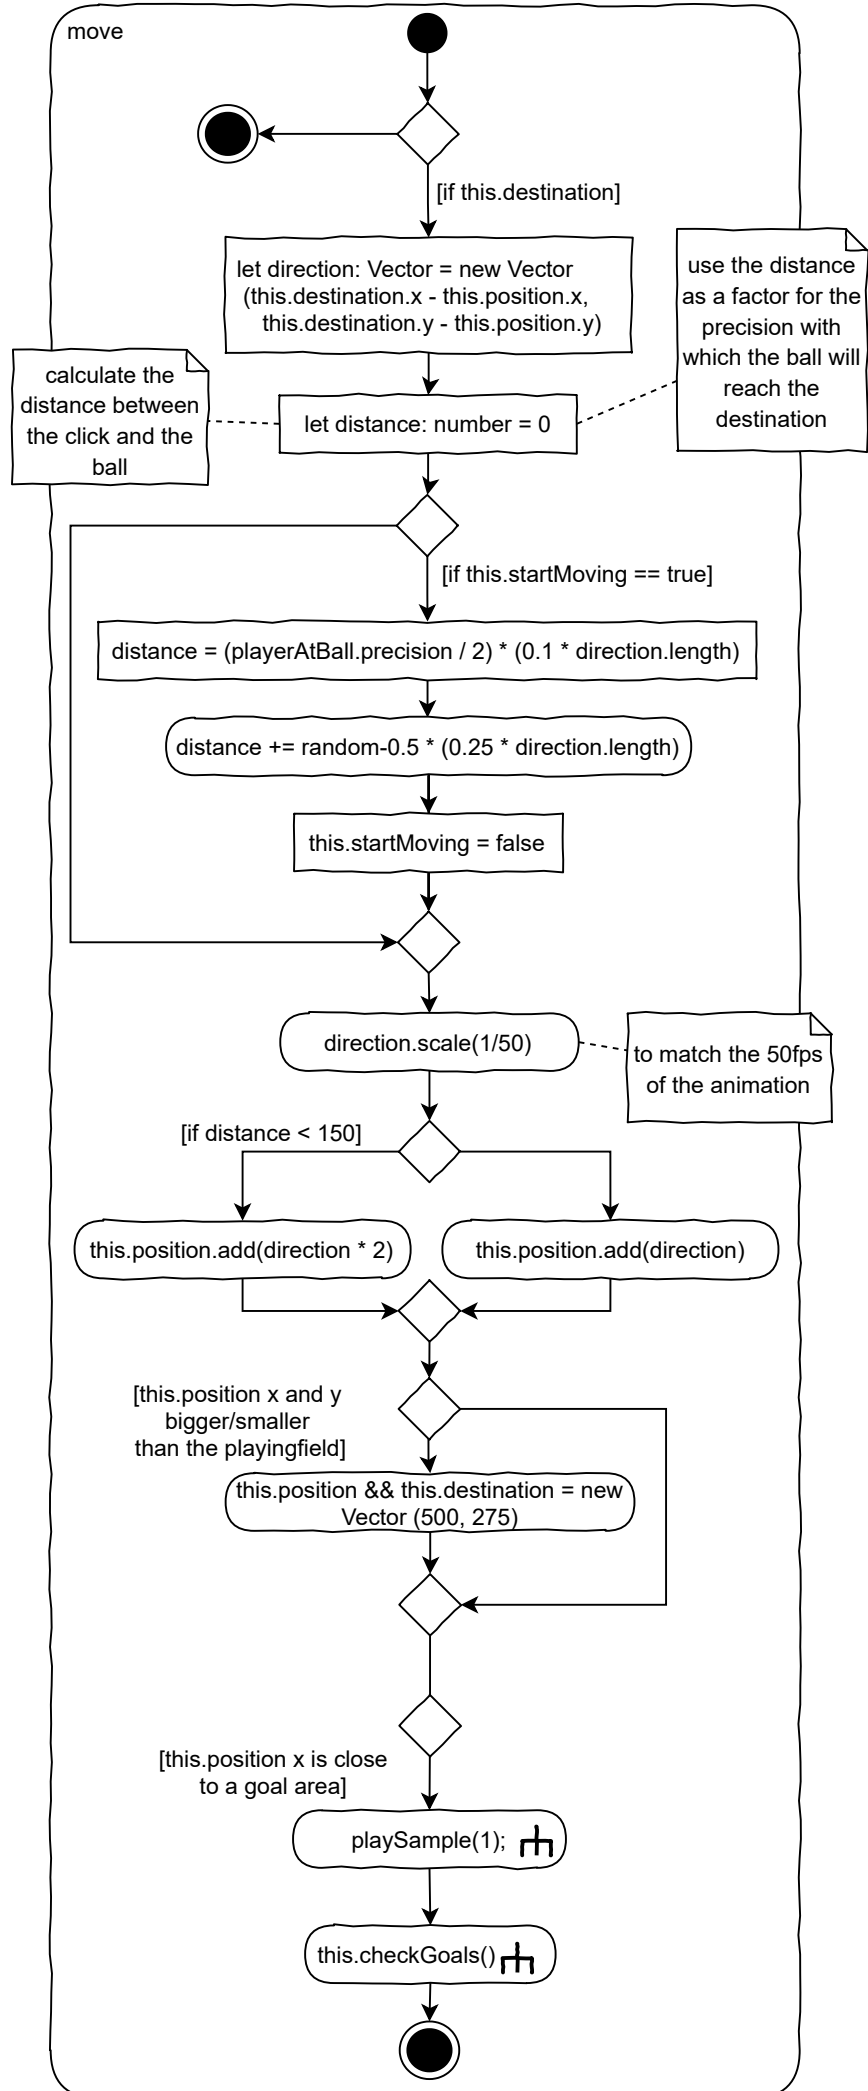 move
[if this.destination]
let direction: Vector = new Vector
(this.destination.x - this.position.x,
this.destination.y - this.position.y)
use the distance
as a factor for the
precision with
which the ball will
reach the
destination
calculate the
distance between
the click and the
ball
let distance: number = 0
[if this.startMoving == true]
distance = (playerAtBall.precision / 2) * (0.1 * direction.length)
distance += random-0.5 * (0.25 * direction.length)
this.startMoving = false
direction.scale(1/50)
to match the 50fps
of the animation
[if distance < 150]
this.position.add(direction * 2)
this.position.add(direction)
[this.position x and y
bigger/smaller
than the playingfield]
this.position && this.destination = new
Vector (500, 275)
[this.position x is close
to a goal area]
playSample(1);
this.checkGoals()